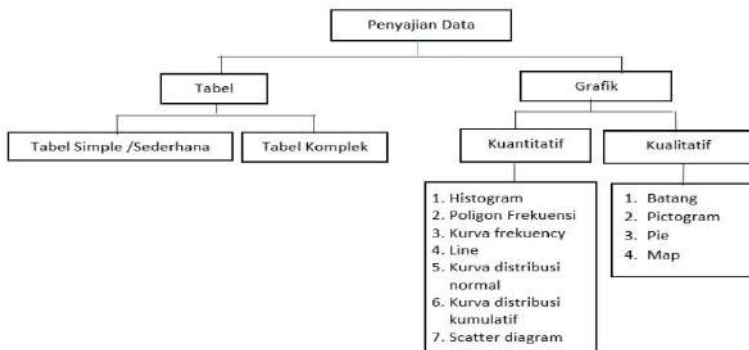 Penyajian Data
Tabel
Grafik
Tabel Simple /Sederhana
Tabel Komplek
Kuantitatif
Kualitatif
1. Histogram
2. Poligon Frekuensi
3. Kurva frekuency
4. Line
5. Kurva distribusi
normal
6. Kurva distribusi
kumulatif
7. Scatter diagram
1. Batang
2. Pictogram
3. Pie
4. Map